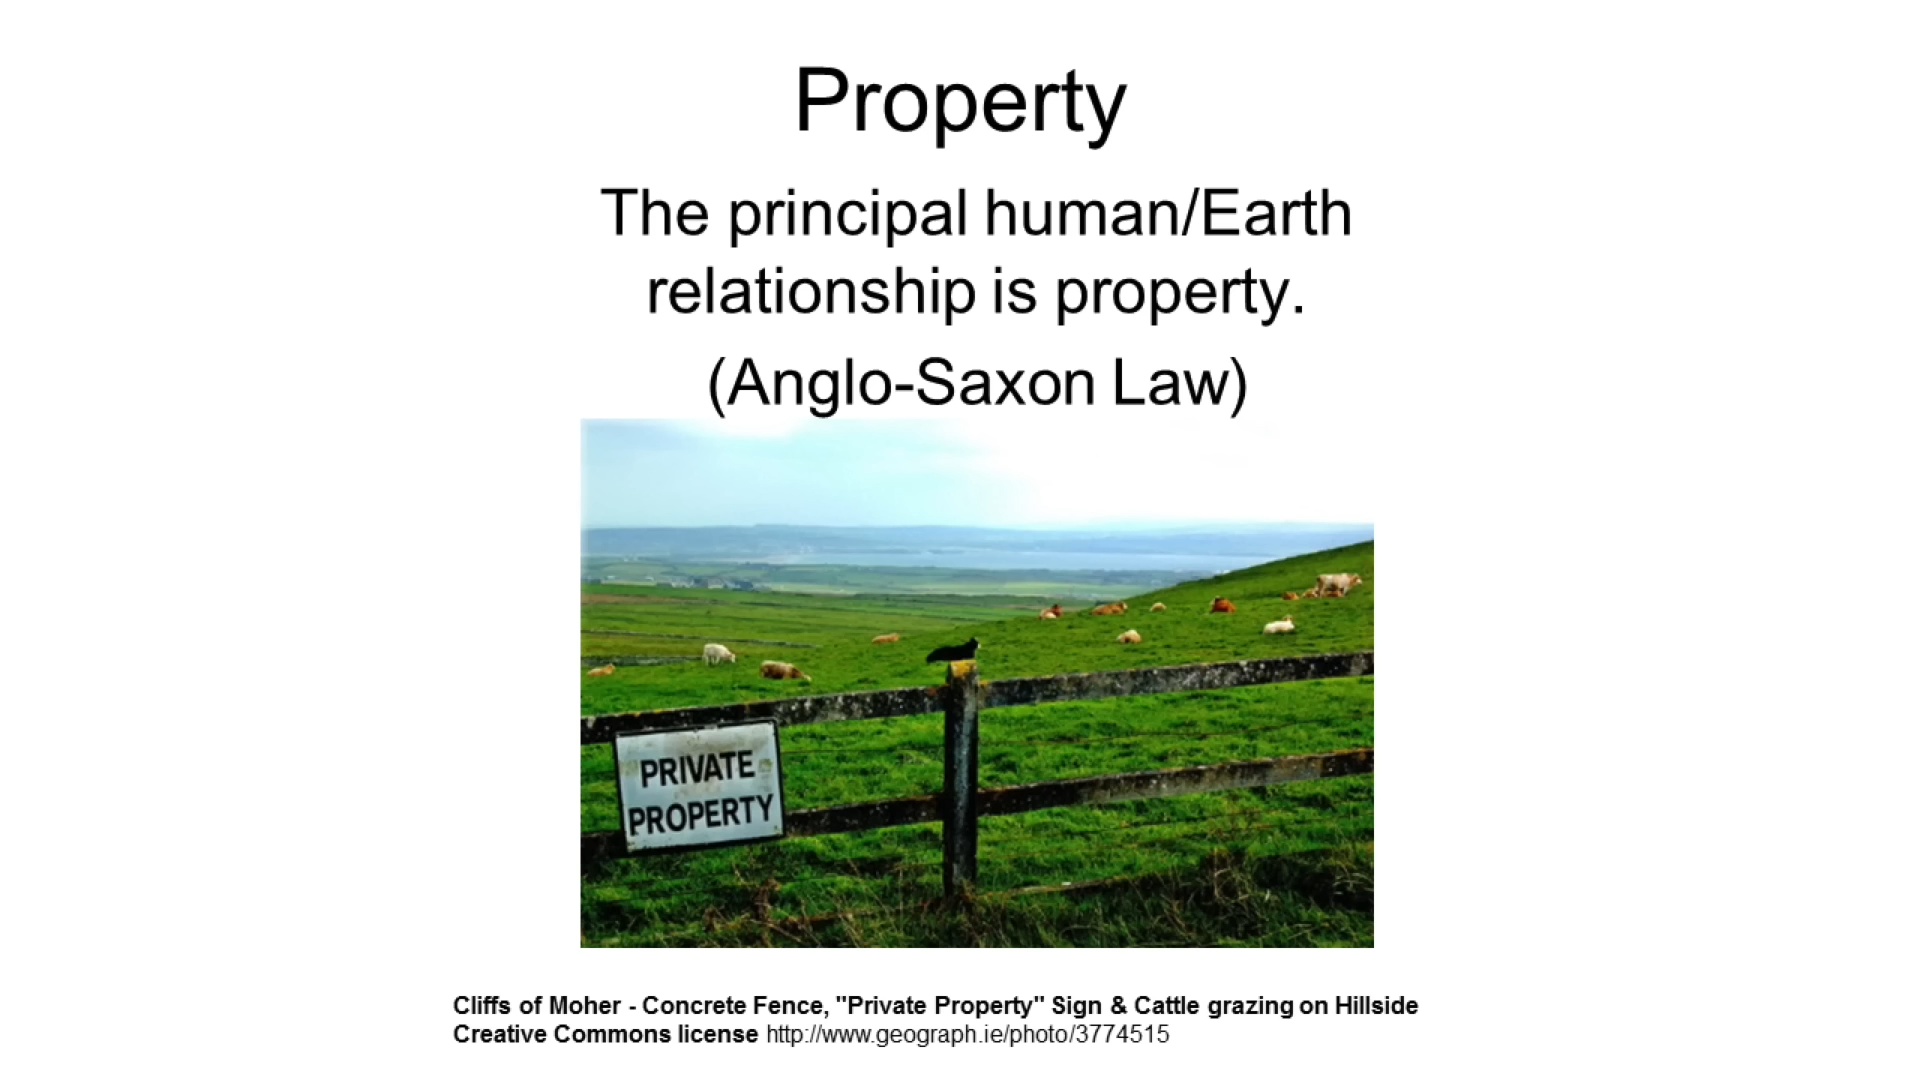 Property
The principal human/Earth
relationship is property.
(Anglo-Saxon Law)
PRIVATE
PROPERTY
Cliffs of Moher - Concrete Fence, "Private Property" Sign & Cattle grazing on Hillside
Creative Commons license http://www.geograph.ie/photo/3774515